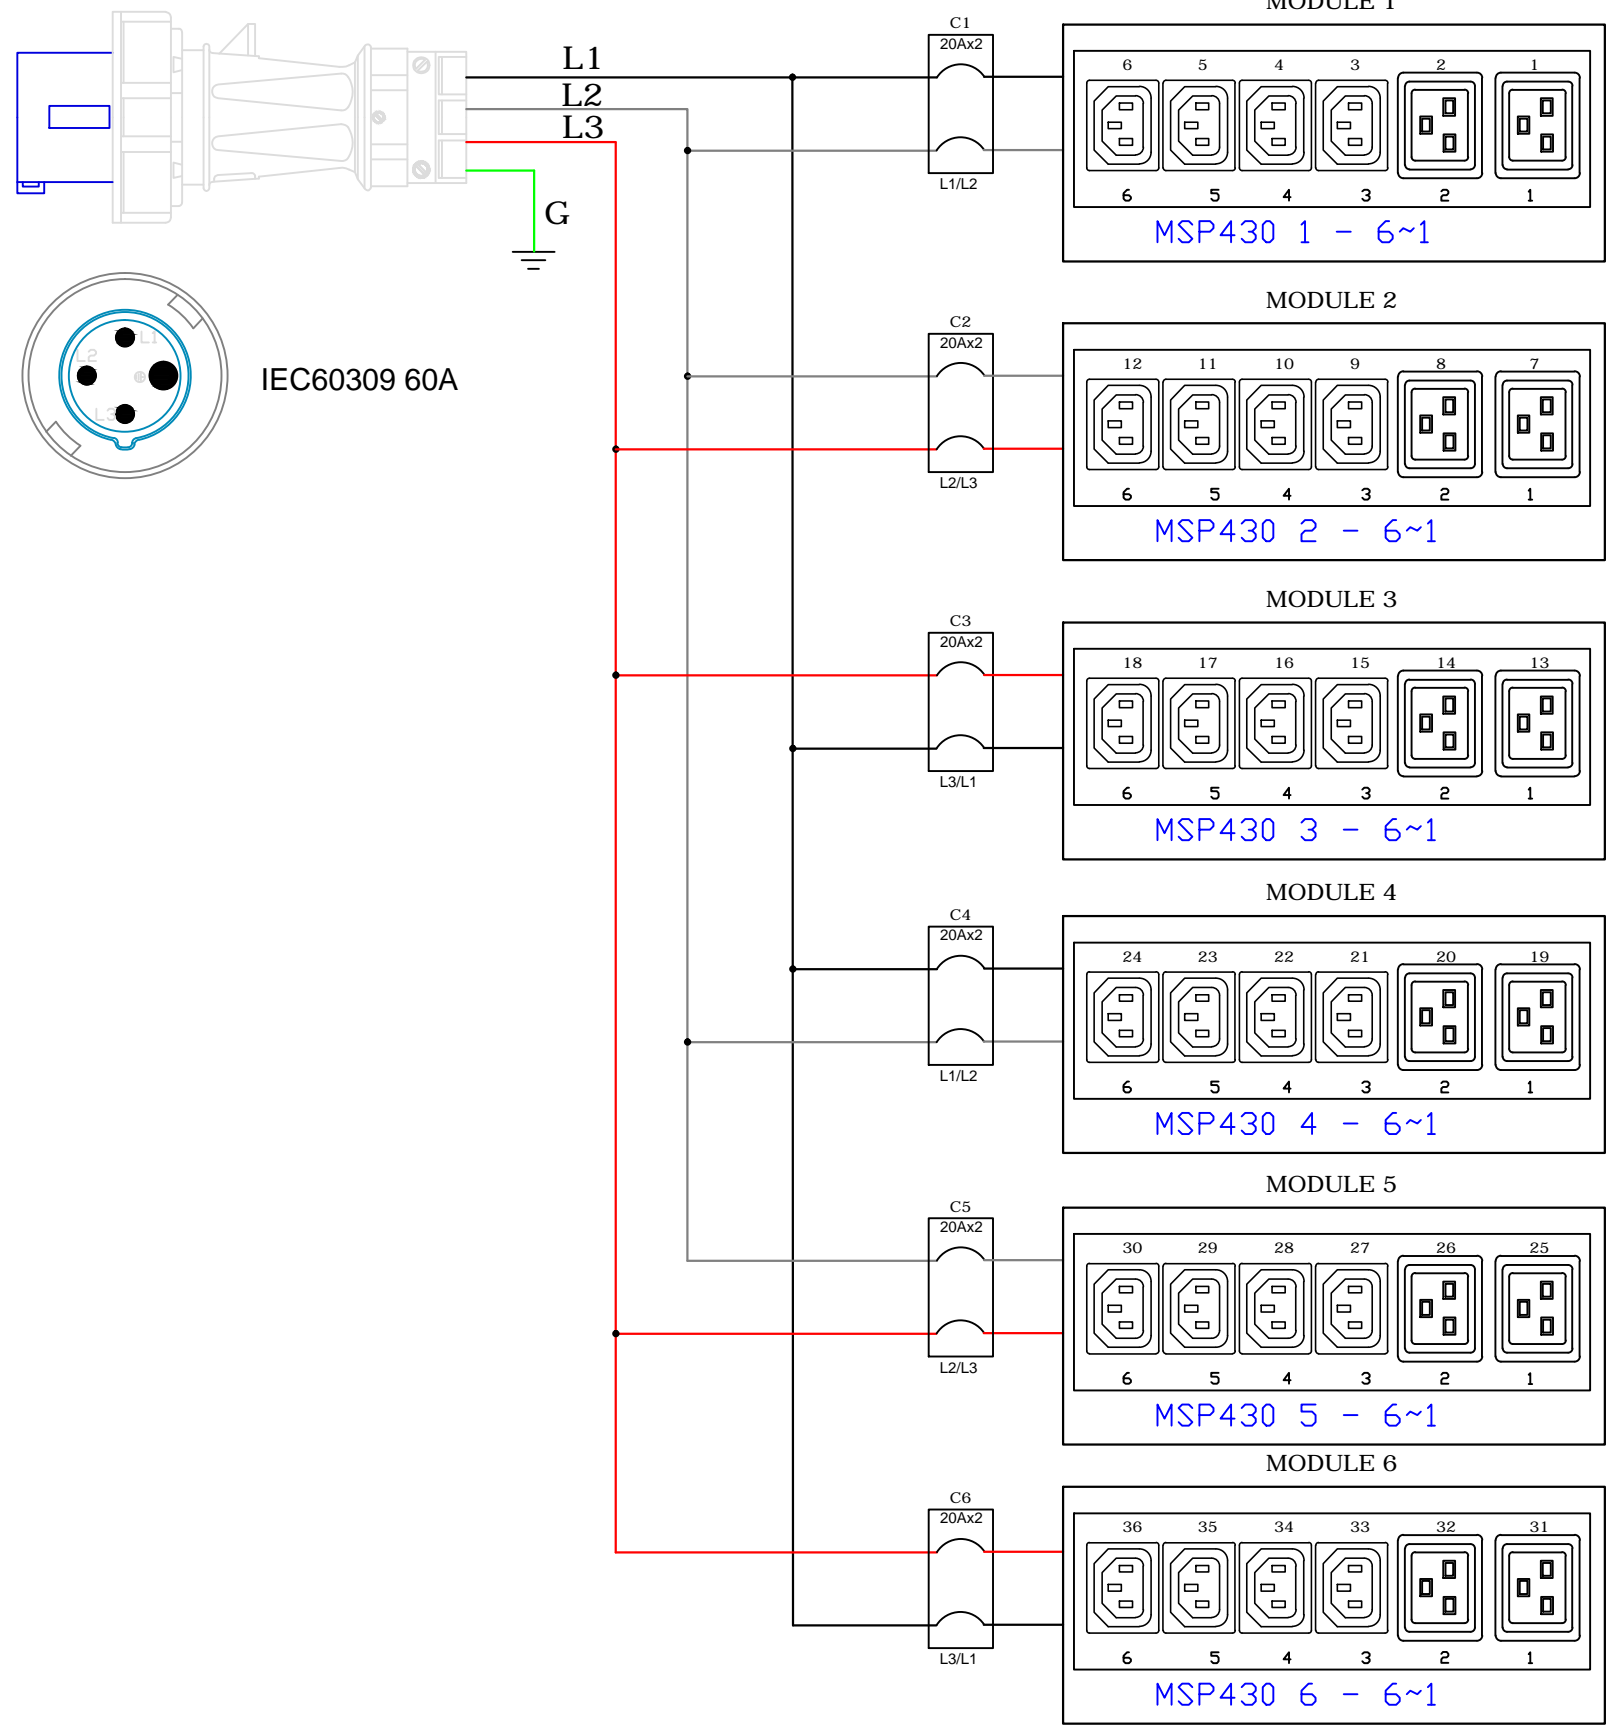 MODULE 1
C1
20Ax2
L1/L2
6 5 4 3 2 1
6 5 4 3 2 1
MSP430 1 - 6~1
L1
L2
L3
G
L1
L2
L3
IEC60309 60A
MODULE 2
C2
20Ax2
L2/L3
12 11 10 9 8 7
6 5 4 3 2 1
MSP430 2 - 6~1
MODULE 3
C3
20Ax2
L3/L1
18 17 16 15 14 13
6 5 4 3 2 1
MSP430 3 - 6~1
MODULE 4
C4
20Ax2
L1/L2
24 23 22 21 20 19
6 5 4 3 2 1
MSP430 4 - 6~1
MODULE 5
C5
20Ax2
L2/L3
30 29 28 27 26 25
6 5 4 3 2 1
MSP430 5 - 6~1
MODULE 6
C6
20Ax2
L3/L1
36 35 34 33 32 31
6 5 4 3 2 1
MSP430 6 - 6~1